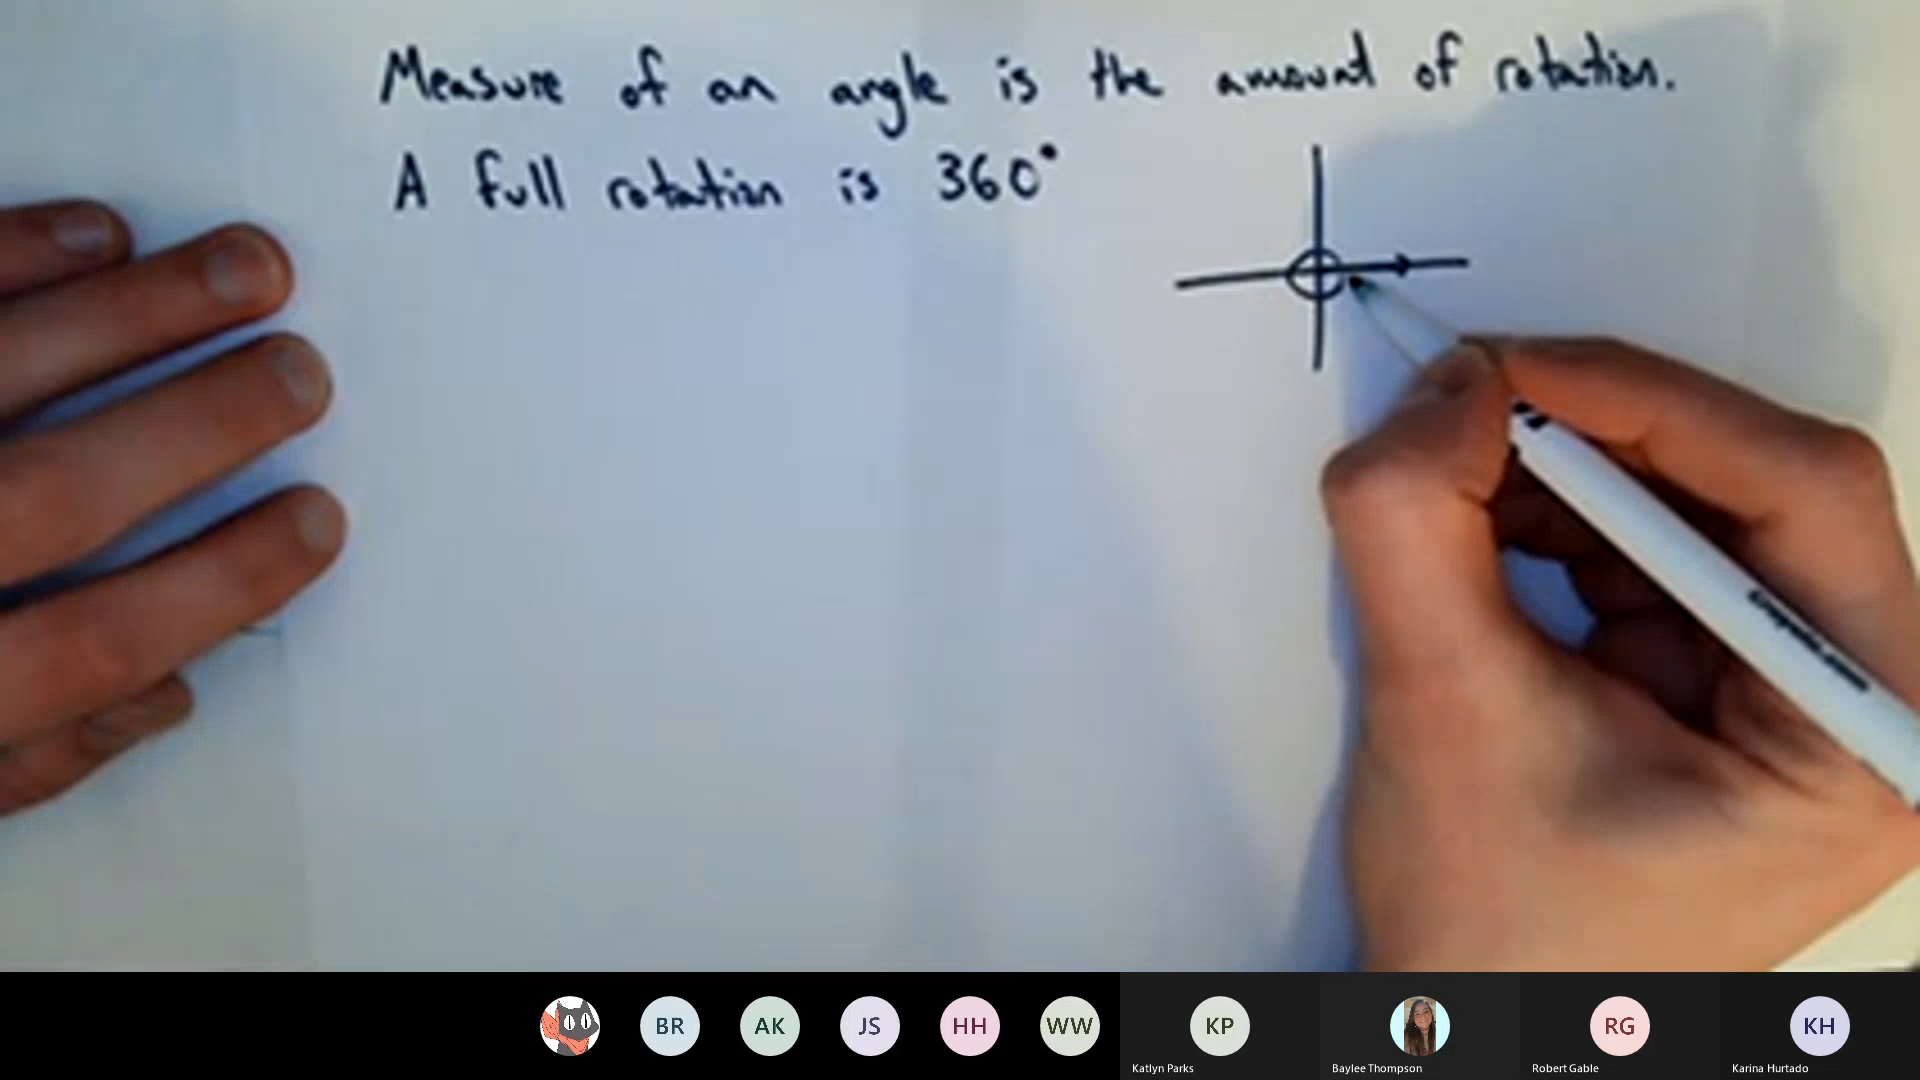 Measure of an angle is the amount of rotation.
A full rotation is 360°
BR
AK
JS
HH
WW
KP
RG
KH
Katlyn Parks
Baylee Thompson
Robert Gable
Karina Hurtado